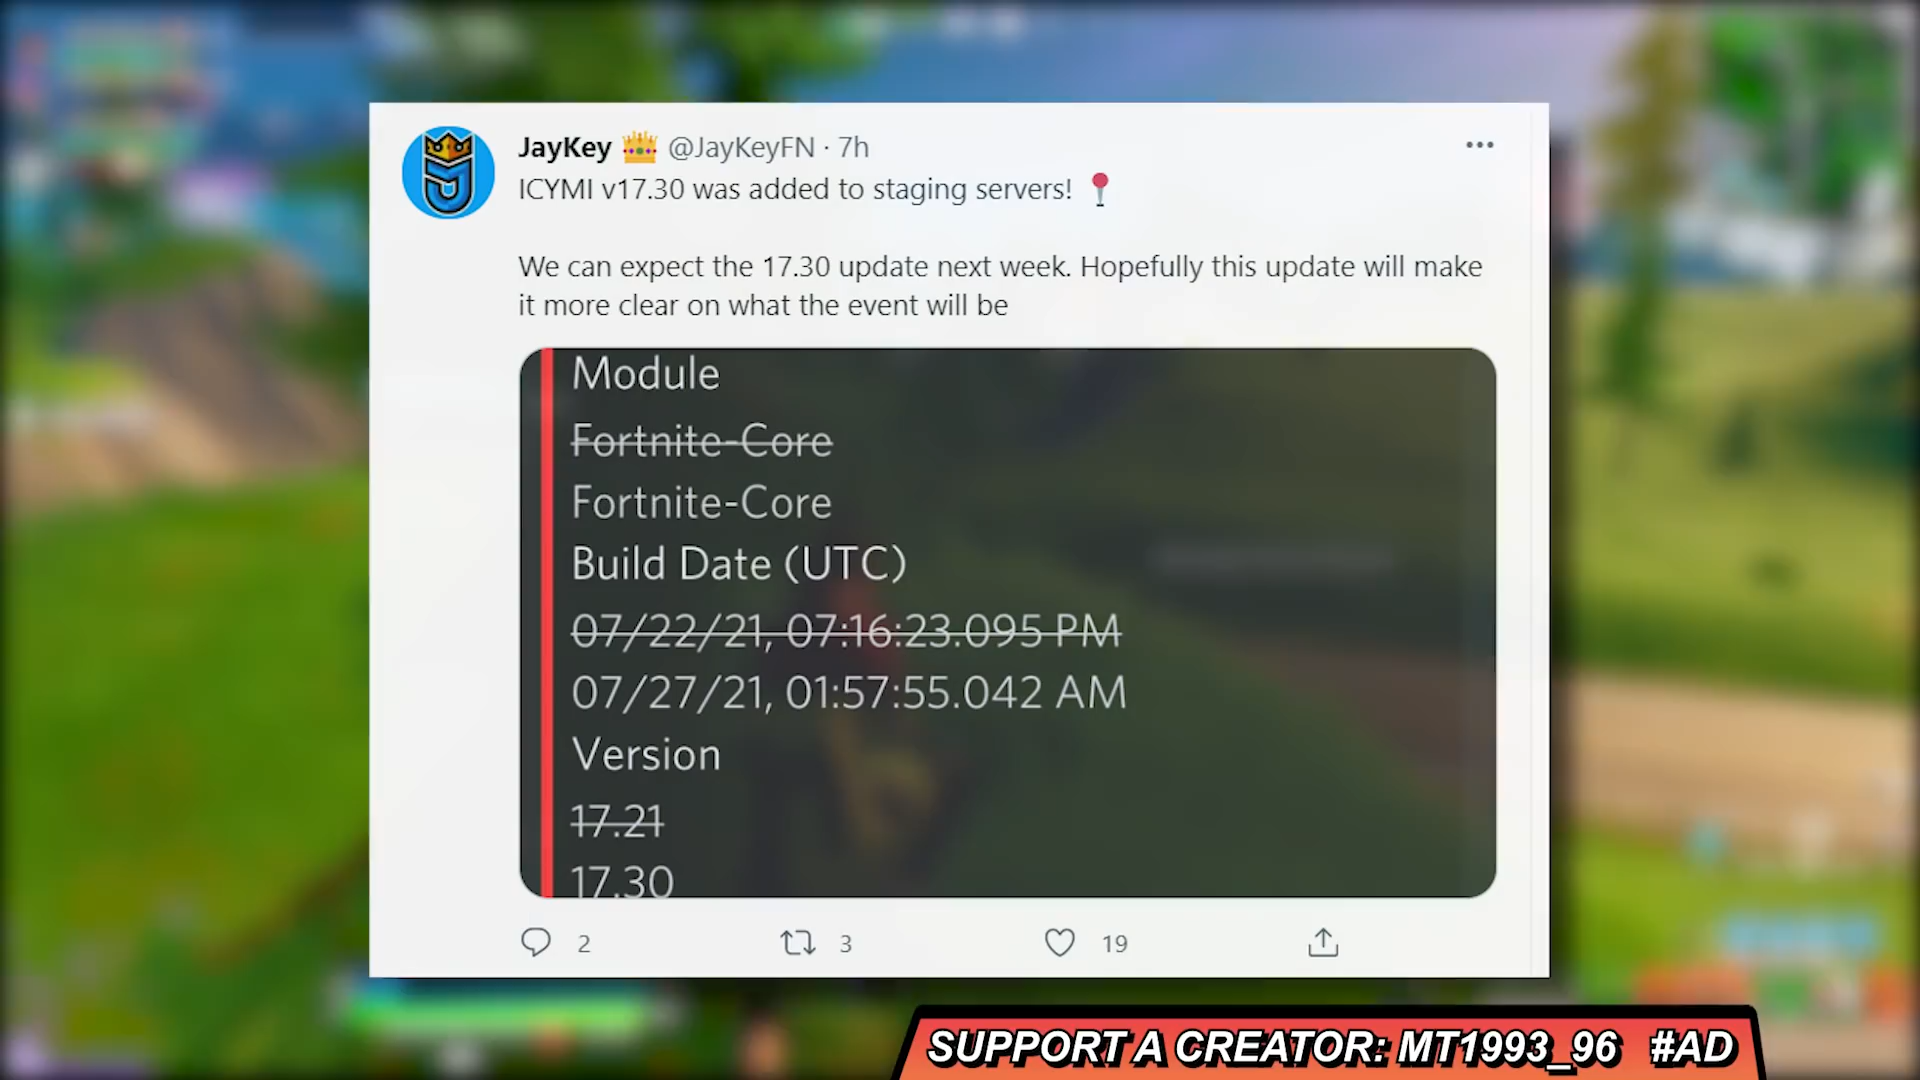 JayKey 👑 @JayKeyFN · 7h
ICYMI v17.30 was added to staging servers! 📍
We can expect the 17.30 update next week. Hopefully this update will make
it more clear on what the event will be
Module
Fortnite-Core
Fortnite-Core
Build Date (UTC)
07/22/21, 07:16:23.095 PM
07/27/21, 01:57:55.042 AM
Version
17.21
17.30
2 3 19
SUPPORT A CREATOR: MT1993_96 #AD